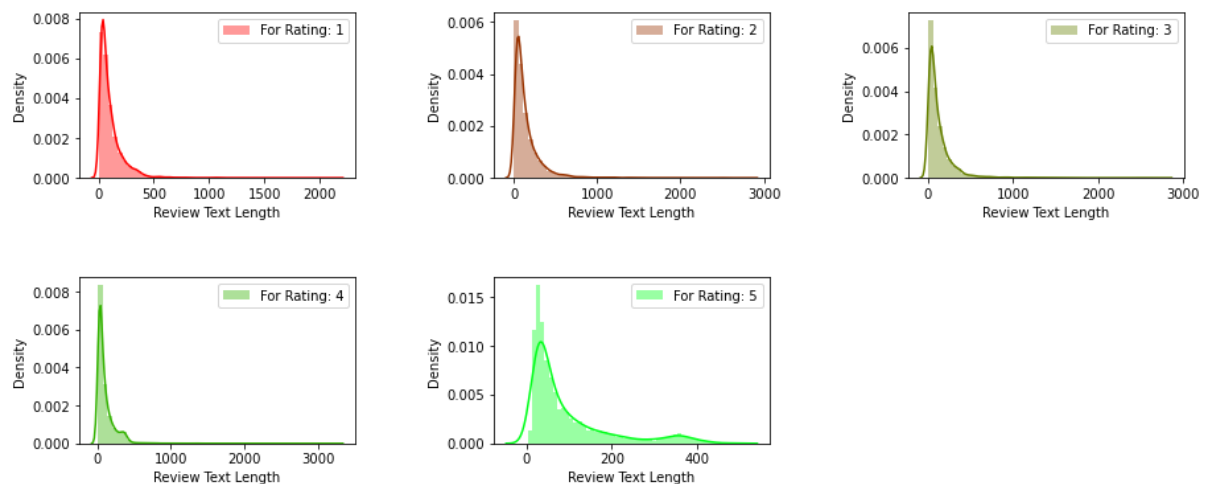 0.008
0.006
0.004
0.002
0.000
Density
For Rating: 1
0 500 1000 1500 2000
Review Text Length
0.006
0.004
0.002
0.000
Density
For Rating: 2
0 1000 2000 3000
Review Text Length
0.006
0.004
0.002
0.000
Density
For Rating: 3
0 1000 2000 3000
Review Text Length
0.008
0.006
0.004
0.002
0.000
Density
For Rating: 4
0 1000 2000 3000
Review Text Length
0.015
0.010
0.005
0.000
Density
For Rating: 5
0 200 400
Review Text Length